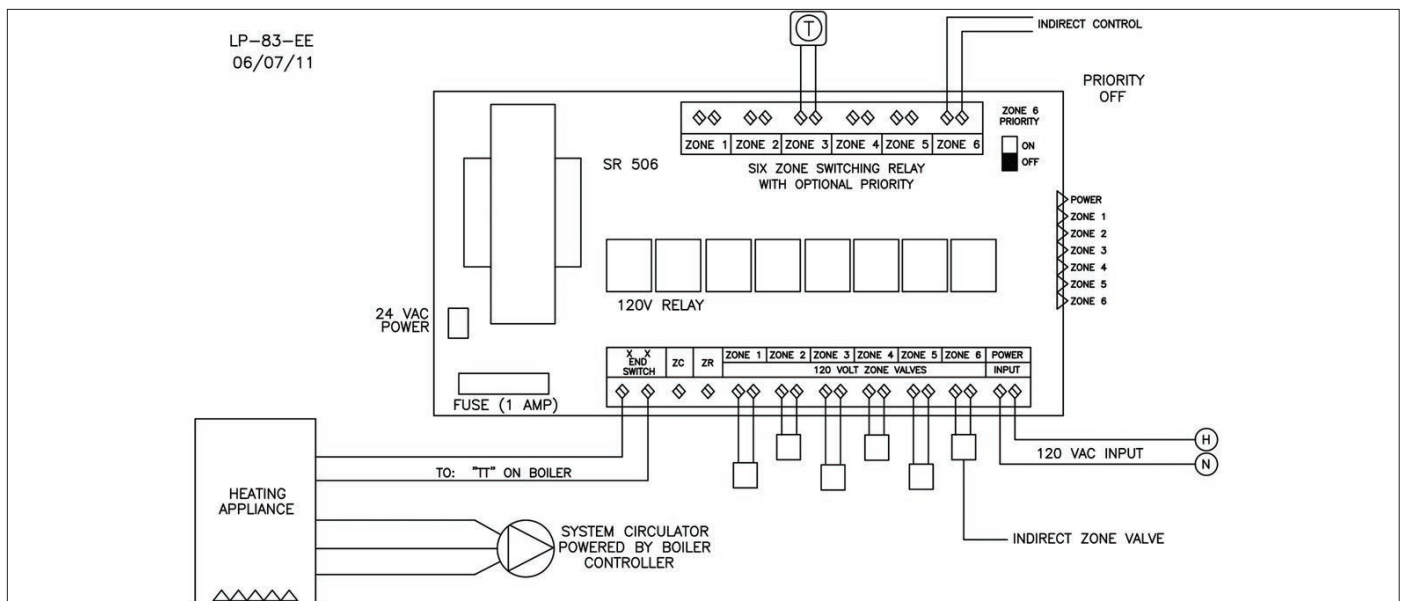 LP-83-EE
06/07/11
T
INDIRECT CONTROL
PRIORITY
OFF
ZONE 6
PRIORITY
ON
OFF
ZONE 1 ZONE 2 ZONE 3 ZONE 4 ZONE 5 ZONE 6
SR 506
SIX ZONE SWITCHING RELAY
WITH OPTIONAL PRIORITY
POWER
ZONE 1
ZONE 2
ZONE 3
ZONE 4
ZONE 5
ZONE 6
120V RELAY
24 VAC
POWER
X X
END
SWITCH
ZC
ZR
ZONE 1 ZONE 2 ZONE 3 ZONE 4 ZONE 5 ZONE 6 POWER
120 VOLT ZONE VALVES INPUT
FUSE (1 AMP)
H
120 VAC INPUT
N
TO: "TT" ON BOILER
HEATING
APPLIANCE
SYSTEM CIRCULATOR
POWERED BY BOILER
CONTROLLER
INDIRECT ZONE VALVE